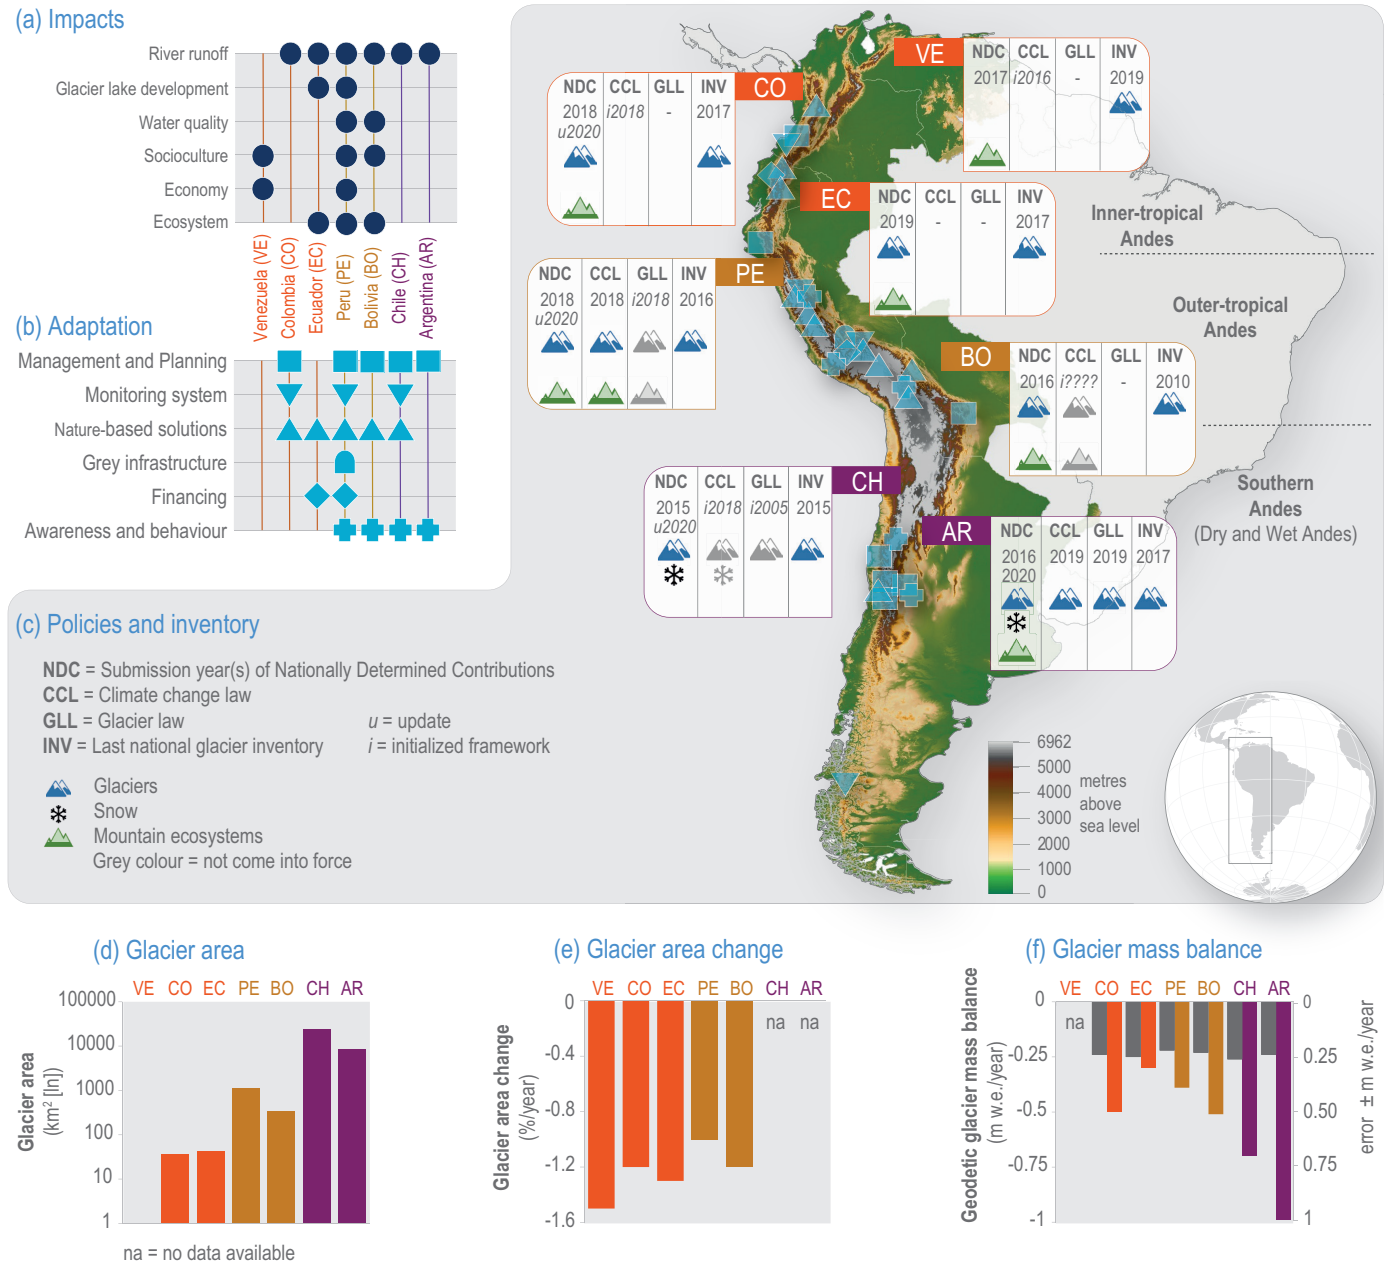 (a) Impacts
River runoff
Glacier lake development
Water quality
Socioculture
Economy
Ecosystem
Venezuela (VE)
Colombia (CO)
Ecuador (EC)
Peru (PE)
Bolivia (BO)
Chile (CH)
Argentina (AR)
(b) Adaptation
Management and Planning
Monitoring system
Nature-based solutions
Grey infrastructure
Financing
Awareness and behaviour
VE
NDC CCL GLL INV
2017 i2016 - 2019
CO
NDC CCL GLL INV
2018 i2018 - 2017
u2020
EC
NDC CCL GLL INV
2019 - - 2017
PE
NDC CCL GLL INV
2018 2018 i2018 2016
u2020
BO
NDC CCL GLL INV
2016 i???? - 2010
CH
NDC CCL GLL INV
2015 i2018 i2005 2015
u2020
AR
NDC CCL GLL INV
2016 2019 2019 2017
2020
Inner-tropical
Andes
Outer-tropical
Andes
Southern
Andes
(Dry and Wet Andes)
(c) Policies and inventory
NDC = Submission year(s) of Nationally Determined Contributions
CCL = Climate change law
GLL = Glacier law u = update
INV = Last national glacier inventory i = initialized framework
Glaciers
Snow
Mountain ecosystems
Grey colour = not come into force
6962
5000
4000
3000
2000
1000
0
metres
above
sea level
(d) Glacier area
VE CO EC PE BO CH AR
100000
10000
1000
100
10
1
Glacier area
(km² [ln])
na = no data available
(e) Glacier area change
VE CO EC PE BO CH AR
0
-0.4
-0.8
-1.2
-1.6
na na
Glacier area change
(%/year)
(f) Glacier mass balance
VE CO EC PE BO CH AR
0
-0.25
-0.5
-0.75
-1
na
Geodetic glacier mass balance
(m w.e./year)
0
0.25
0.50
0.75
1
error ± m w.e./year